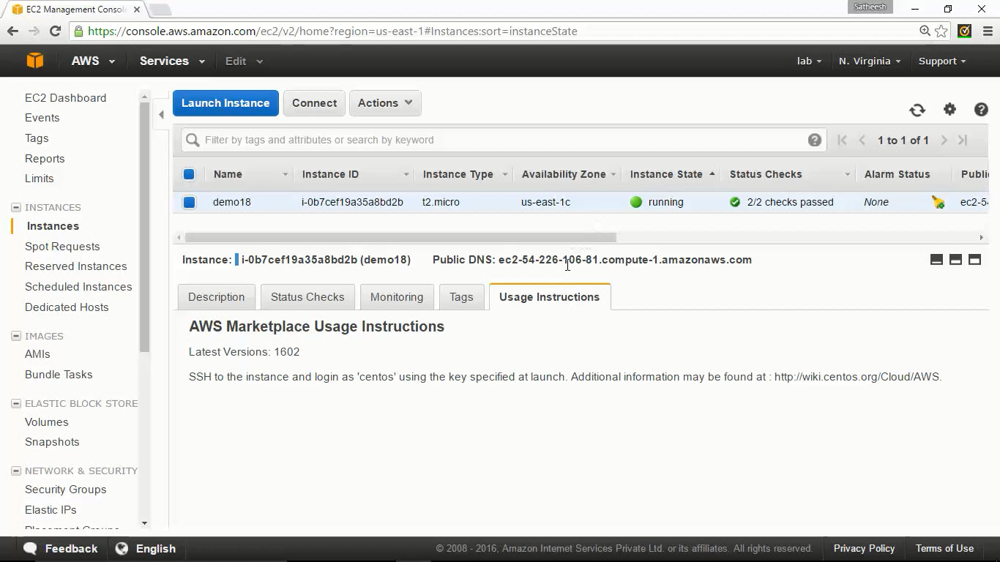 EC2 Management Consol
Satheesh
https://console.aws.amazon.com/ec2/v2/home?region=us-east-1#Instances:sort=instanceState
AWS Services Edit lab N. Virginia Support
EC2 Dashboard
Events
Tags
Reports
Limits
INSTANCES
Instances
Spot Requests
Reserved Instances
Scheduled Instances
Dedicated Hosts
IMAGES
AMIs
Bundle Tasks
ELASTIC BLOCK STORE
Volumes
Snapshots
NETWORK & SECURITY
Security Groups
Elastic IPs
Placement Groups
Launch Instance Connect Actions
Filter by tags and attributes or search by keyword
1 to 1 of 1
Name Instance ID Instance Type Availability Zone Instance State Status Checks Alarm Status Publi
demo18 i-0b7cef19a35a8bd2b t2.micro us-east-1c running 2/2 checks passed None ec2-54
Instance: i-0b7cef19a35a8bd2b (demo18) Public DNS: ec2-54-226-106-81.compute-1.amazonaws.com
Description Status Checks Monitoring Tags Usage Instructions
AWS Marketplace Usage Instructions
Latest Versions: 1602
SSH to the instance and login as 'centos' using the key specified at launch. Additional information may be found at : http://wiki.centos.org/Cloud/AWS.
Feedback English © 2008 - 2016, Amazon Internet Services Private Ltd. or its affiliates. All rights reserved. Privacy Policy Terms of Use